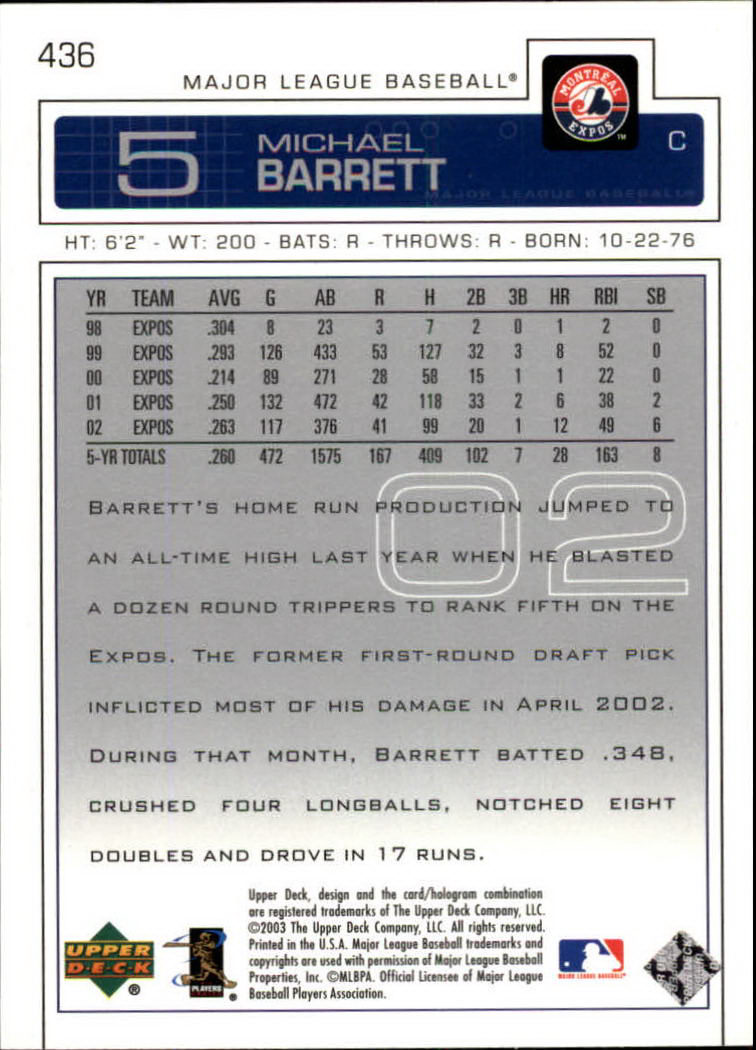 436
MAJOR LEAGUE BASEBALL®
MONTRÉAL
EXPOS
TM
5
MICHAEL
BARRETT
C
MAJOR LEAGUE BASEBALL®
HT: 6'2" - WT: 200 - BATS: R - THROWS: R - BORN: 10-22-76
YR TEAM AVG G AB R H 2B 3B HR RBI SB
98 EXPOS .304 8 23 3 7 2 0 1 2 0
99 EXPOS .293 126 433 53 127 32 3 8 52 0
00 EXPOS .214 89 271 28 58 15 1 1 22 0
01 EXPOS .250 132 472 42 118 33 2 6 38 2
02 EXPOS .263 117 376 41 99 20 1 12 49 6
5-YR TOTALS .260 472 1575 167 409 102 7 28 163 8
02
BARRETT'S HOME RUN PRODUCTION JUMPED TO
AN ALL-TIME HIGH LAST YEAR WHEN HE BLASTED
A DOZEN ROUND TRIPPERS TO RANK FIFTH ON THE
EXPOS. THE FORMER FIRST-ROUND DRAFT PICK
INFLICTED MOST OF HIS DAMAGE IN APRIL 2002.
DURING THAT MONTH, BARRETT BATTED .348,
CRUSHED FOUR LONGBALLS, NOTCHED EIGHT
DOUBLES AND DROVE IN 17 RUNS.
Upper Deck, design and the card/hologram combination
are registered trademarks of The Upper Deck Company, LLC.
©2003 The Upper Deck Company, LLC. All rights reserved.
Printed in the U.S.A. Major League Baseball trademarks and
copyrights are used with permission of Major League Baseball
Properties, Inc. ©MLBPA. Official Licensee of Major League
Baseball Players Association.
UPPER
D·E·C·K
®
PLAYERS
®
MAJOR LEAGUE BASEBALL®